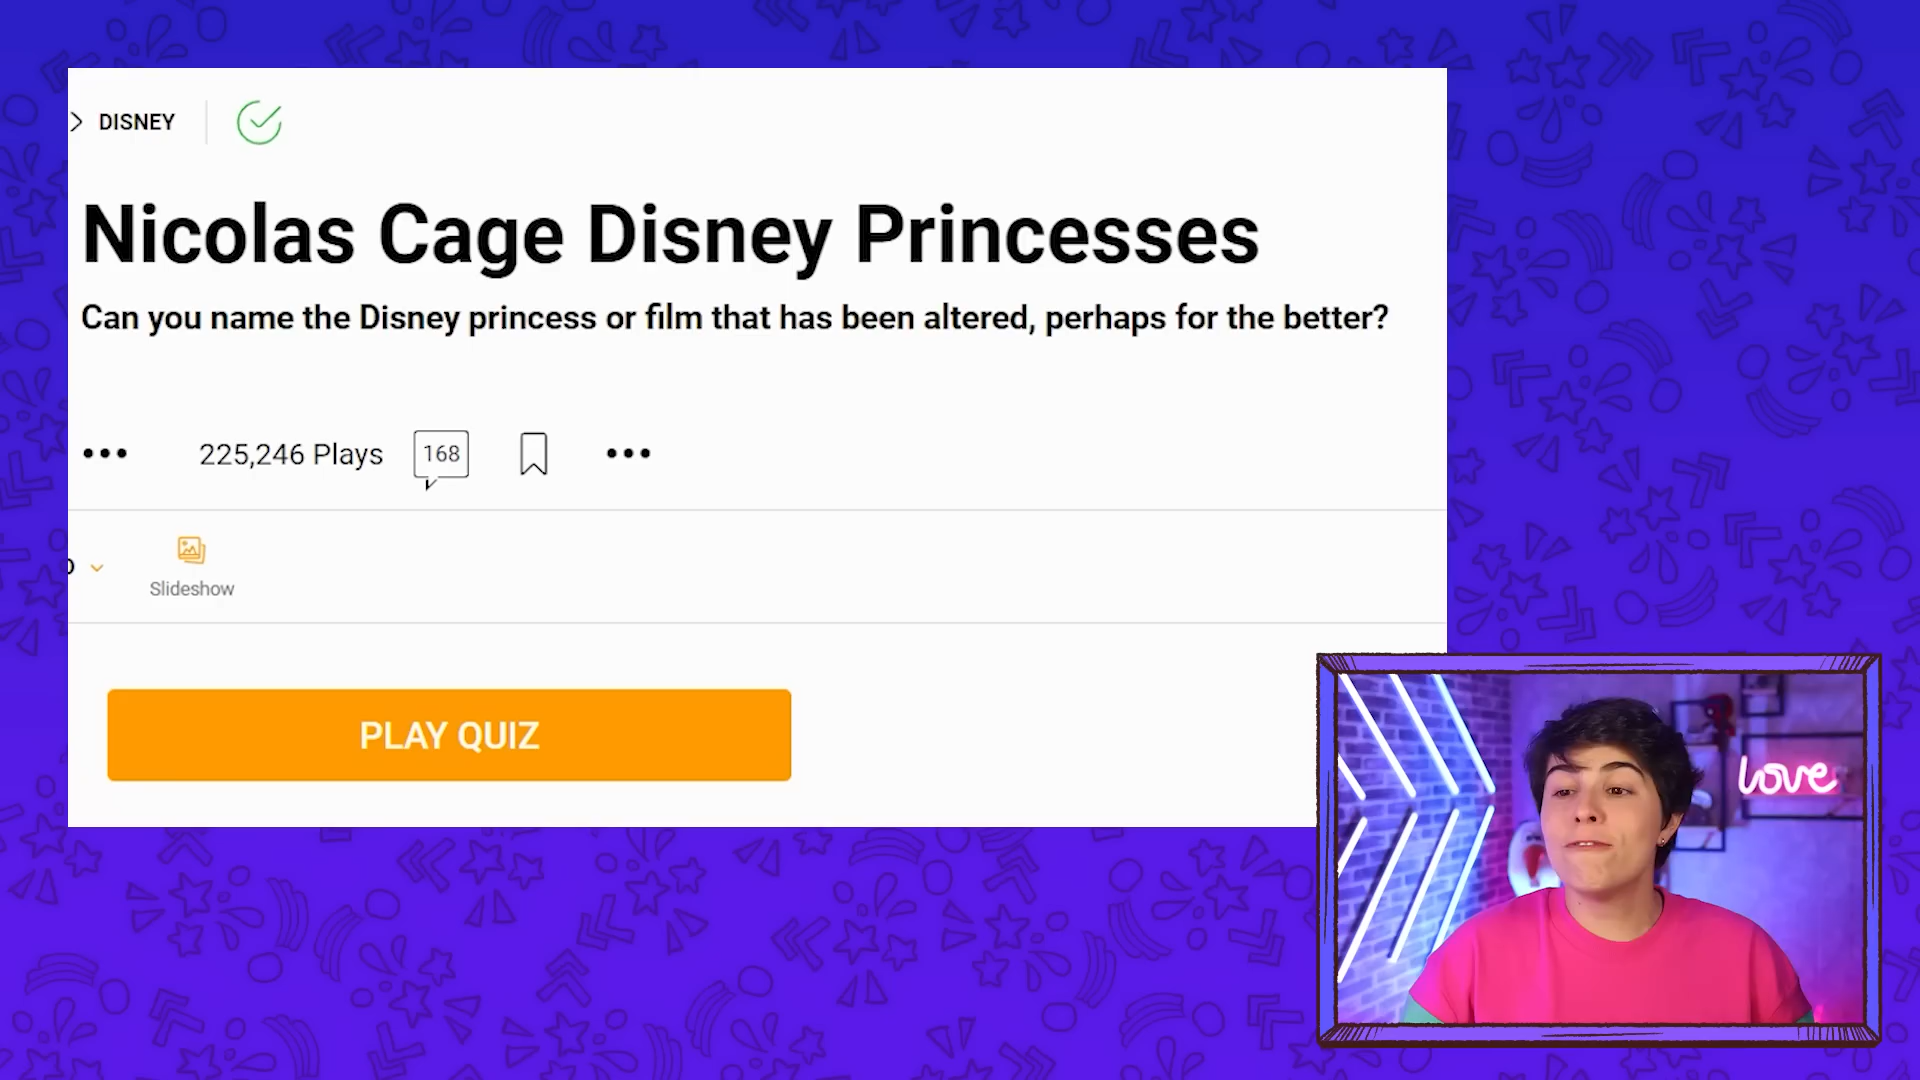 DISNEY
Nicolas Cage Disney Princesses
Can you name the Disney princess or film that has been altered, perhaps for the better?
225,246 Plays
168
Slideshow
PLAY QUIZ
love